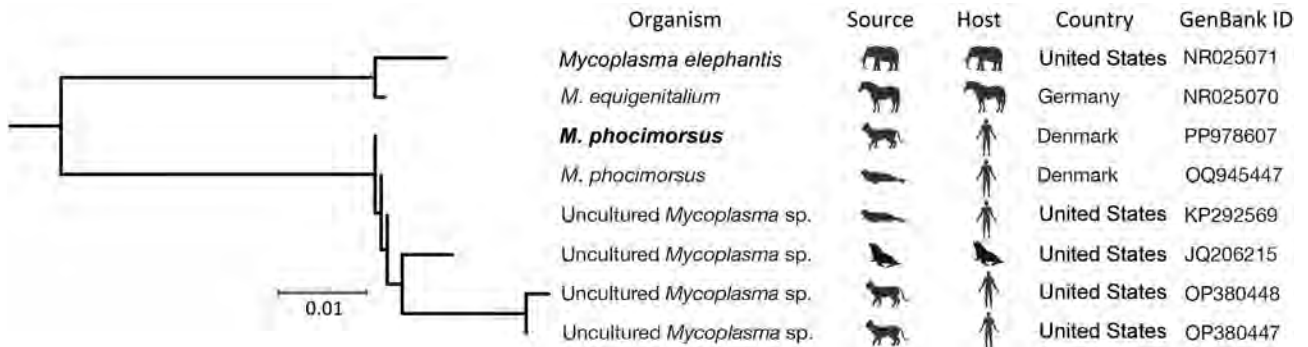 Organism Source Host Country GenBank ID
Mycoplasma elephantis United States NR025071
M. equigenitalium Germany NR025070
M. phocimorsus Denmark PP978607
M. phocimorsus Denmark OQ945447
Uncultured Mycoplasma sp. United States KP292569
Uncultured Mycoplasma sp. United States JQ206215
Uncultured Mycoplasma sp. United States OP380448
0.01
Uncultured Mycoplasma sp. United States OP380447